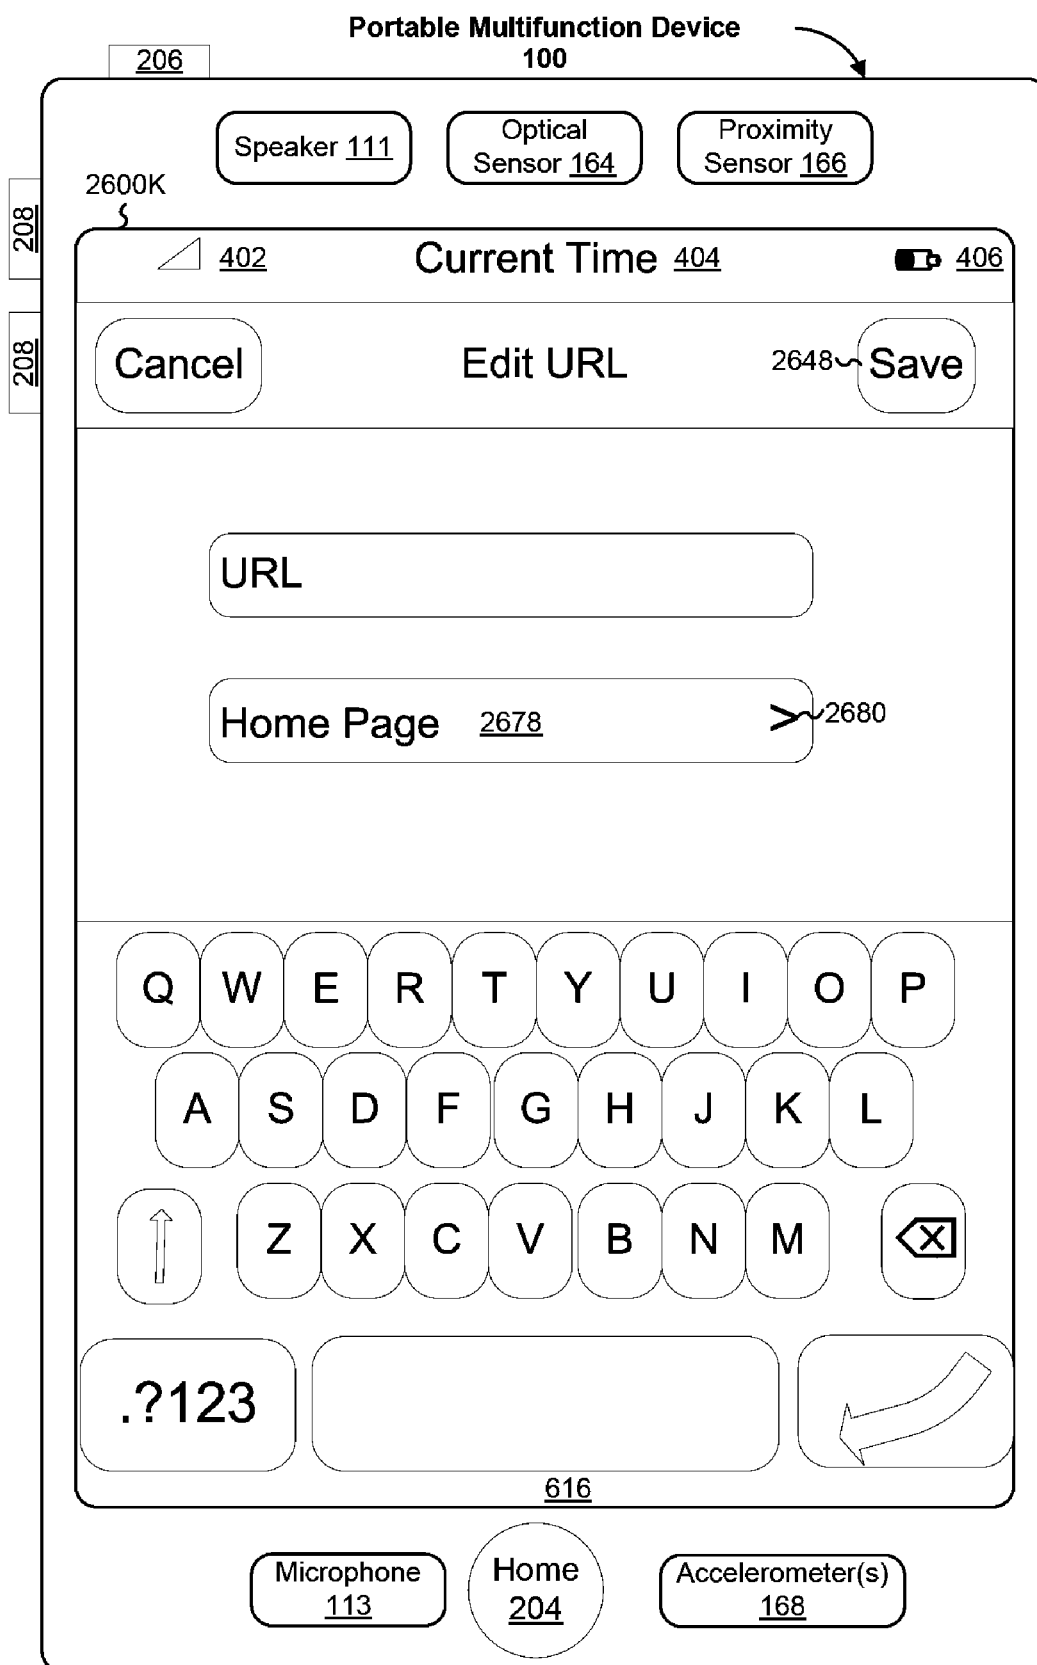 Portable Multifunction Device
100
206
Speaker 111
Optical
Sensor 164
Proximity
Sensor 166
2600K
208
208
402
Current Time 404
406
Cancel
Edit URL
2648
Save
URL
Home Page 2678
>
2680
Q W E R T Y U I O P
A S D F G H J K L
Z X C V B N M
X
.?123
616
Microphone
113
Home
204
Accelerometer(s)
168